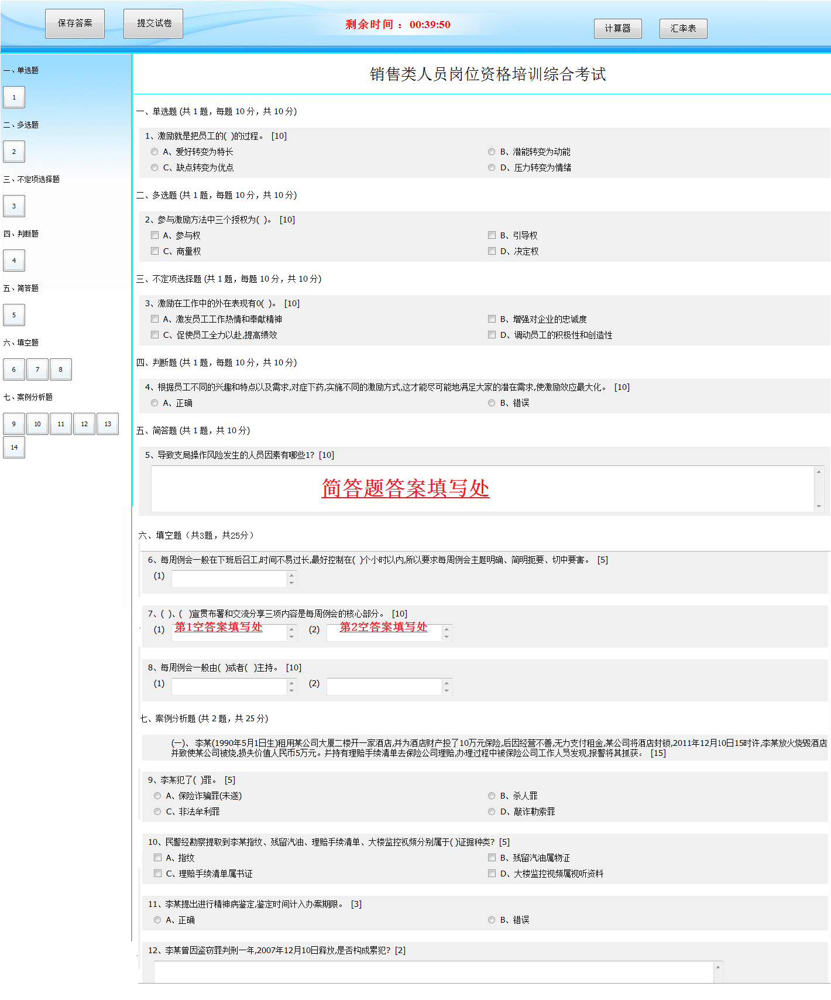 保存答案 提交试卷 剩余时间： 00:39:50 计算器 汇率表
一、单选题
1
二、多选题
2
三、不定项选择题
3
四、判断题
4
五、简答题
5
六、填空题
6 7 8
七、案例分析题
9 10 11 12 13
14
销售类人员岗位资格培训综合考试
一、单选题 (共 1 题，每题 10 分，共 10 分)
1、激励就是把员工的( )的过程。 [10]
A、爱好转变为特长 B、潜能转变为动能
C、缺点转变为优点 D、压力转变为情绪
二、多选题 (共 1 题，每题 10 分，共 10 分)
2、参与激励方法中三个授权为( )。 [10]
A、参与权 B、引导权
C、商量权 D、决定权
三、不定项选择题 (共 1 题，每题 10 分，共 10 分)
3、激励在工作中的外在表现有0( )。 [10]
A、激发员工工作热情和奉献精神 B、增强对企业的忠诚度
C、促使员工全力以赴,提高绩效 D、调动员工的积极性和创造性
四、判断题 (共 1 题，每题 10 分，共 10 分)
4、根据员工不同的兴趣和特点以及需求,对症下药,实施不同的激励方式,这才能尽可能地满足大家的潜在需求,使激励效应最大化。 [10]
A、正确 B、错误
五、简答题 (共 1 题，共 10 分)
5、导致支局操作风险发生的人员因素有哪些1? [10]
简答题答案填写处
六、填空题（共3题，共25分）
6、每周例会一般在下班后召工,时间不易过长,最好控制在( )个小时以内,所以要求每周例会主题明确、简明扼要、切中要害。 [5]
(1)
7、( )、( )宣贯布署和交流分享三项内容是每周例会的核心部分。 [10]
(1) 第1空答案填写处 (2) 第2空答案填写处
8、每周例会一般由( )或者( )主持。 [10]
(1) (2)
七、案例分析题 (共 2 题，共 25 分)
(一)、 李某(1990年5月1日生)租用某公司大厦二楼开一家酒店,并为酒店财产投了10万元保险,后因经营不善,无力支付租金,某公司将酒店封锁,2011年12月10日15时许,李某放火烧毁酒店
并致使某公司被烧,损失价值人民币5万元。并持有理赔手续清单去保险公司理赔,办理过程中被保险公司工作人员发现,报警将其抓获。 [15]
9、李某犯了( )罪。 [5]
A、保险诈骗罪(未遂) B、杀人罪
C、非法牟利罪 D、敲诈勒索罪
10、民警经勘察提取到李某指纹、残留汽油、理赔手续清单、大楼监控视频分别属于( )证据种类? [5]
A、指纹 B、残留汽油属物证
C、理赔手续清单属书证 D、大楼监控视频属视听资料
11、李某提出进行精神病鉴定,鉴定时间计入办案期限。 [3]
A、正确 B、错误
12、李某曾因盗窃罪判刑一年,2007年12月10日释放,是否构成累犯? [2]